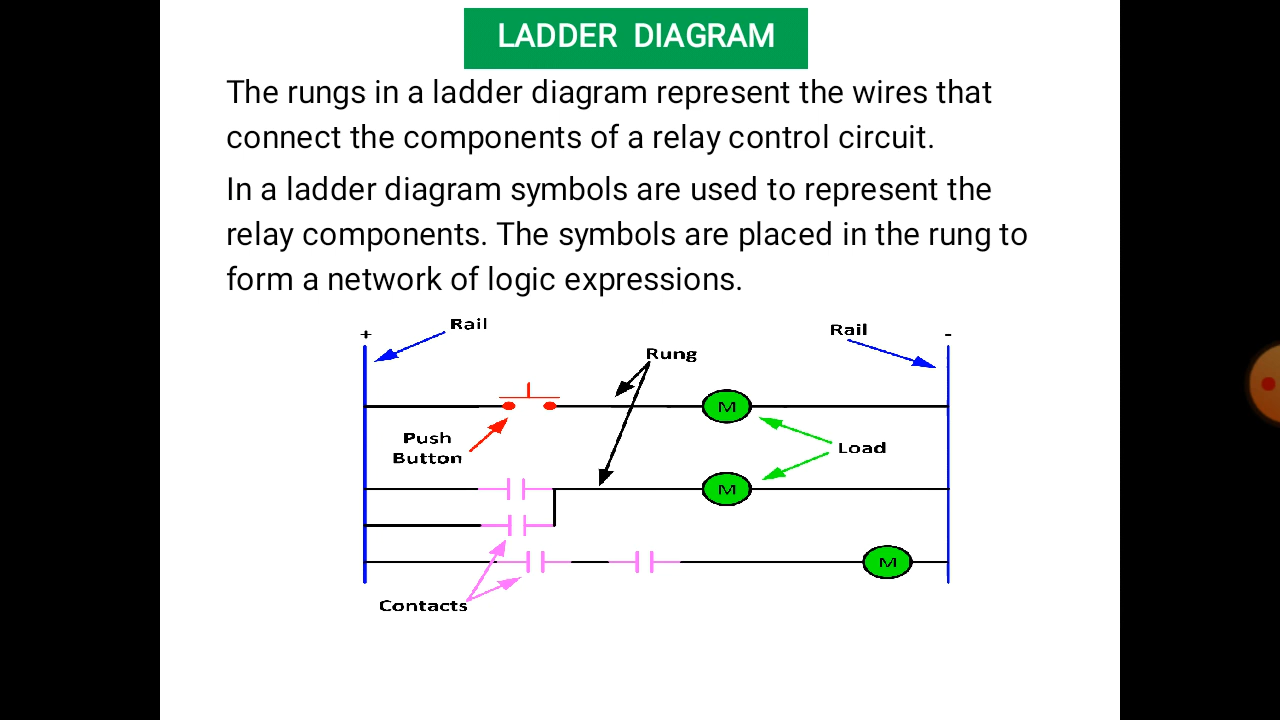 LADDER DIAGRAM
The rungs in a ladder diagram represent the wires that
connect the components of a relay control circuit.
In a ladder diagram symbols are used to represent the
relay components. The symbols are placed in the rung to
form a network of logic expressions.
+
Rail
Rail
-
Rung
M
Push
Button
Load
M
M
Contacts